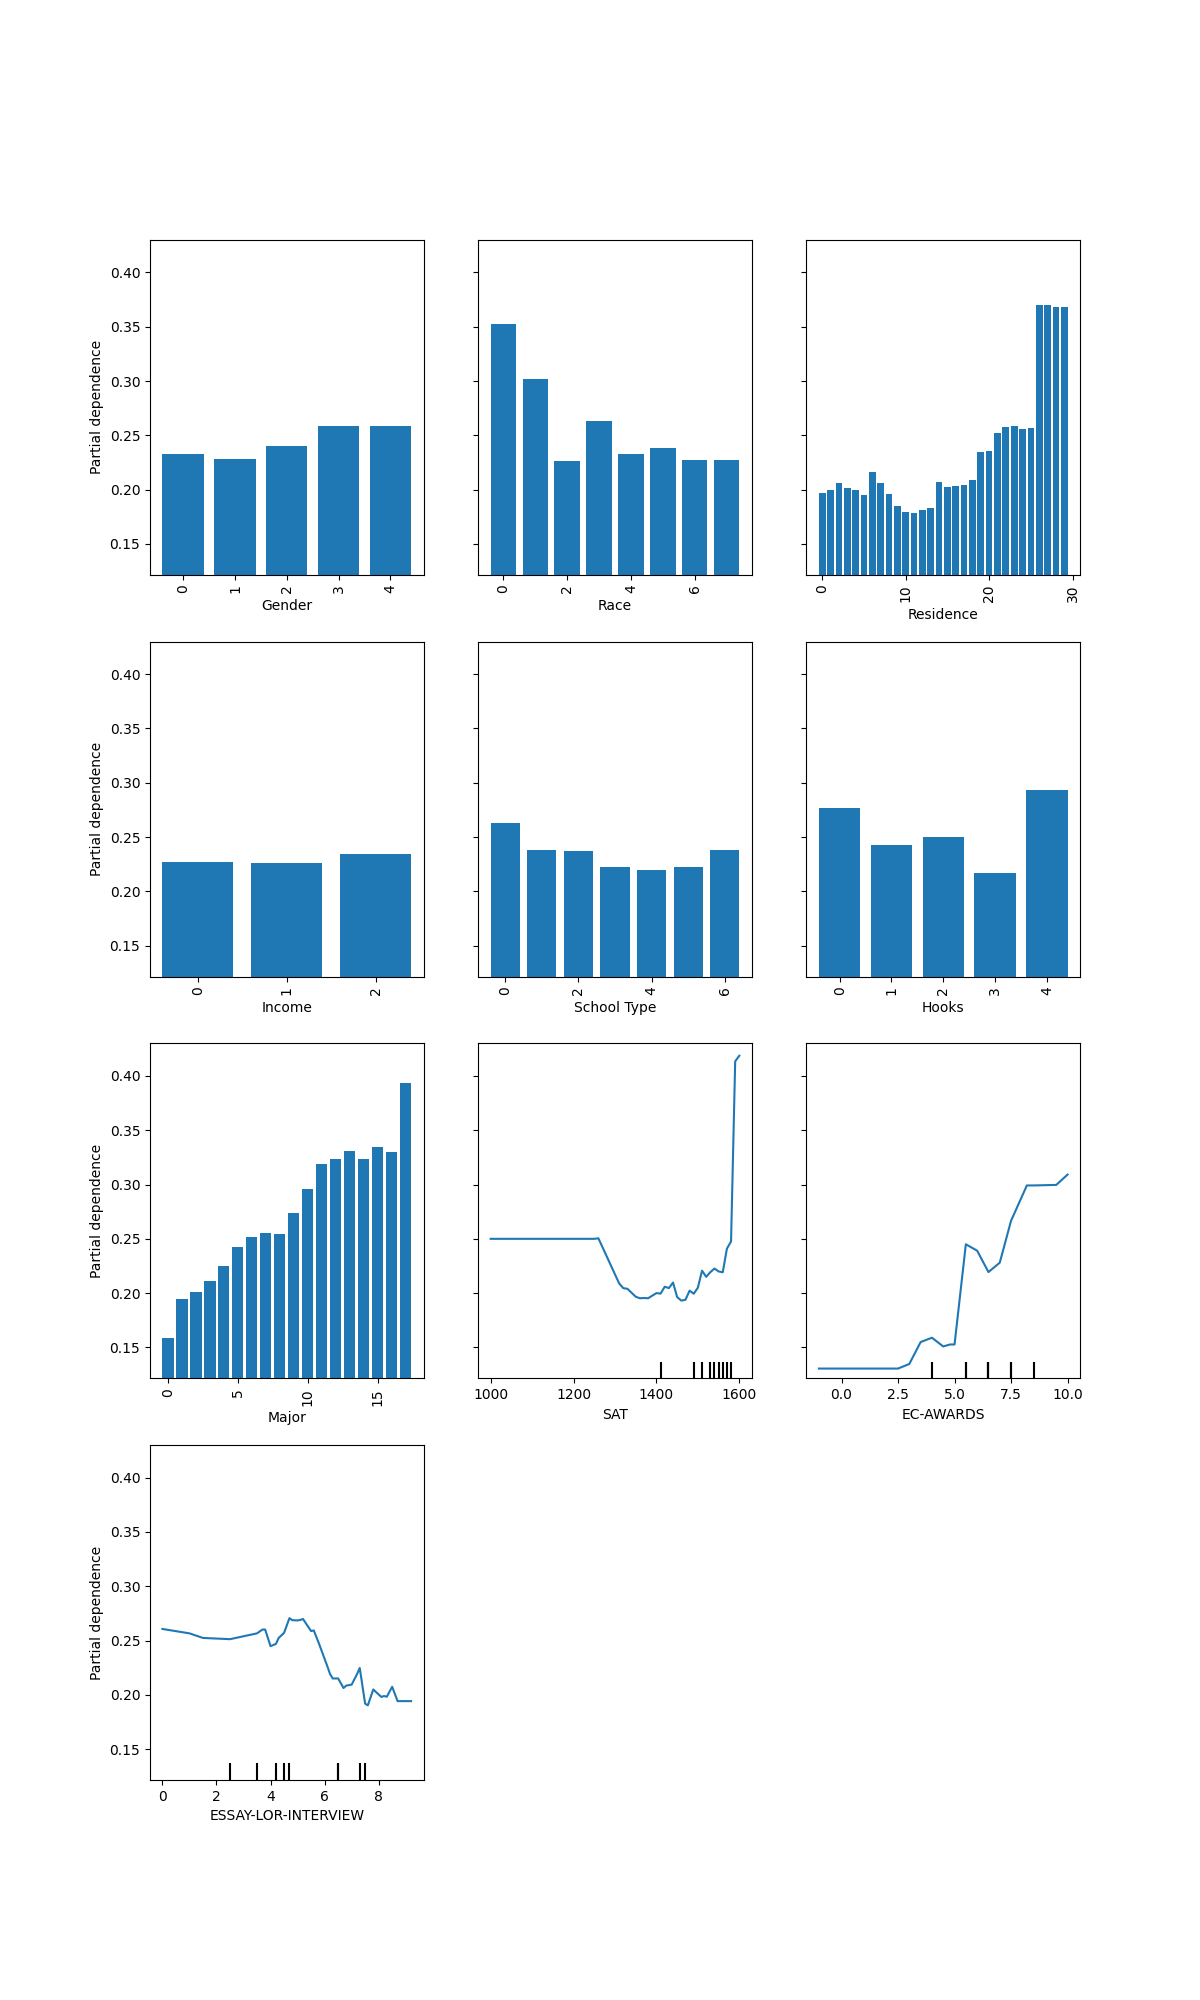 0.40
0.35
0.30
0.25
0.20
0.15
Partial dependence
0 1 2 3 4
Gender
0 2 4 6
Race
0 10 20 30
Residence
0.40
0.35
0.30
0.25
0.20
0.15
Partial dependence
0 1 2
Income
0 2 4 6
School Type
0 1 2 3 4
Hooks
0.40
0.35
0.30
0.25
0.20
0.15
Partial dependence
0 5 10 15
Major
1000 1200 1400 1600
SAT
0.0 2.5 5.0 7.5 10.0
EC-AWARDS
0.40
0.35
0.30
0.25
0.20
0.15
Partial dependence
0 2 4 6 8
ESSAY-LOR-INTERVIEW